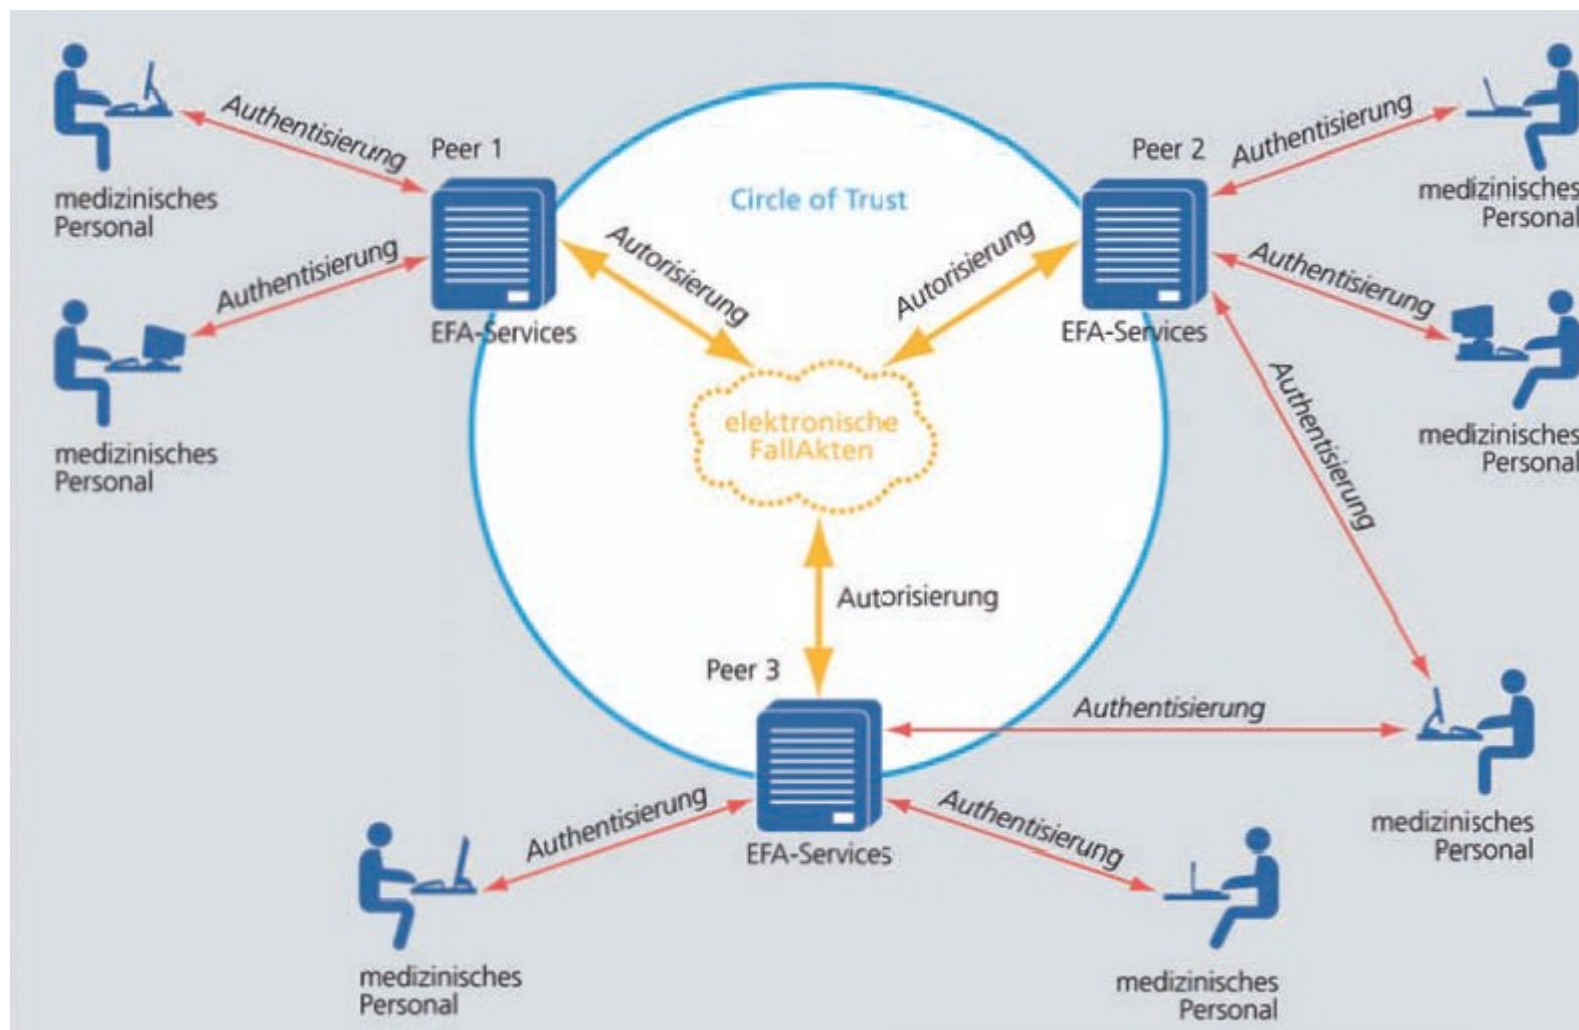 Authentisierung
medizinisches
Personal
Authentisierung
medizinisches
Personal
Peer 1
EFA-Services
Circle of Trust
Autorisierung
Autorisierung
elektronische
FallAkten
Autorisierung
Peer 2
EFA-Services
Authentisierung
medizinisches
Personal
Authentisierung
medizinisches
Personal
Authentisierung
Peer 3
EFA-Services
Authentisierung
medizinisches
Personal
Authentisierung
medizinisches
Personal
Authentisierung
medizinisches
Personal